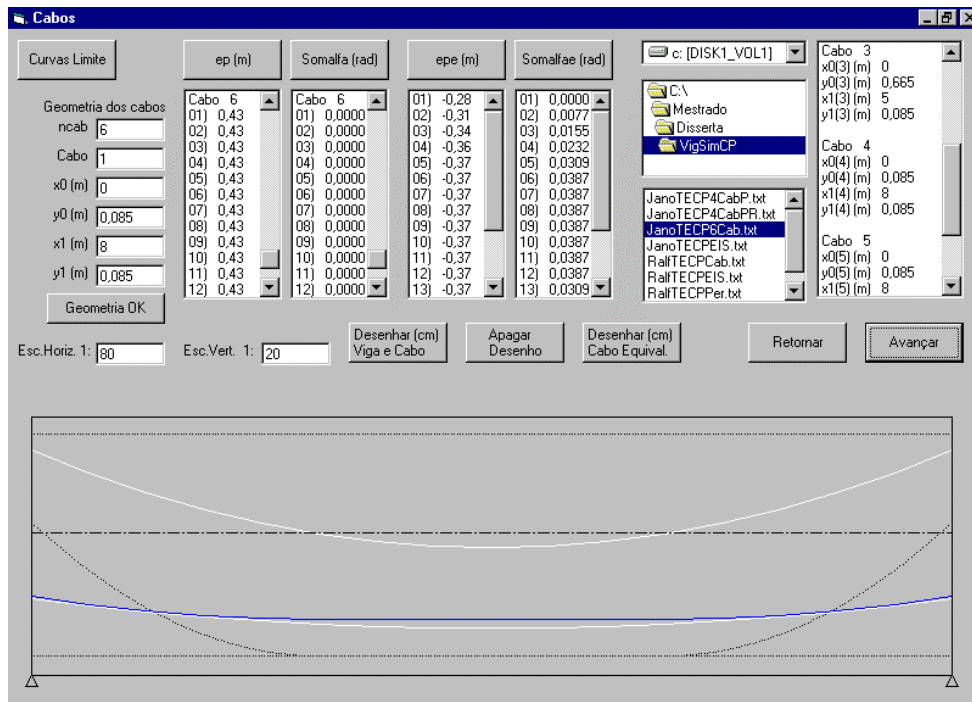 Cabos
Curvas Limite
ep (m)
Somalfa (rad)
epe (m)
Somalfae (rad)
Geometria dos cabos
ncab 6
Cabo 1
x0 (m) 0
y0 (m) 0,085
x1 (m) 8
y1 (m) 0,085
Geometria OK
Cabo 6
01) 0,43
02) 0,43
03) 0,43
04) 0,43
05) 0,43
06) 0,43
07) 0,43
08) 0,43
09) 0,43
10) 0,43
11) 0,43
12) 0,43
Cabo 6
01) 0,0000
02) 0,0000
03) 0,0000
04) 0,0000
05) 0,0000
06) 0,0000
07) 0,0000
08) 0,0000
09) 0,0000
10) 0,0000
11) 0,0000
12) 0,0000
01) -0,28
02) -0,31
03) -0,34
04) -0,36
05) -0,37
06) -0,37
07) -0,37
08) -0,37
09) -0,37
10) -0,37
11) -0,37
12) -0,37
13) -0,37
01) 0,0000
02) 0,0077
03) 0,0155
04) 0,0232
05) 0,0309
06) 0,0387
07) 0,0387
08) 0,0387
09) 0,0387
10) 0,0387
11) 0,0387
12) 0,0387
13) 0,0309
c: [DISK1_VOL1]
C:\
Mestrado
Disserta
VigSimCP
JanoTECP4CabP.txt
JanoTECP4CabPR.txt
JanoTECP6Cab.txt
JanoTECPEIS.txt
RalfTECPCab.txt
RalfTECPEIS.txt
RalfTECPPer.txt
Cabo 3
x0(3) (m) 0
y0(3) (m) 0,665
x1(3) (m) 5
y1(3) (m) 0,085
Cabo 4
x0(4) (m) 0
y0(4) (m) 0,085
x1(4) (m) 8
y1(4) (m) 0,085
Cabo 5
x0(5) (m) 0
y0(5) (m) 0,085
x1(5) (m) 8
Esc.Horiz. 1: 80
Esc.Vert. 1: 20
Desenhar (cm)
Viga e Cabo
Apagar
Desenho
Desenhar (cm)
Cabo Equival.
Retornar
Avançar